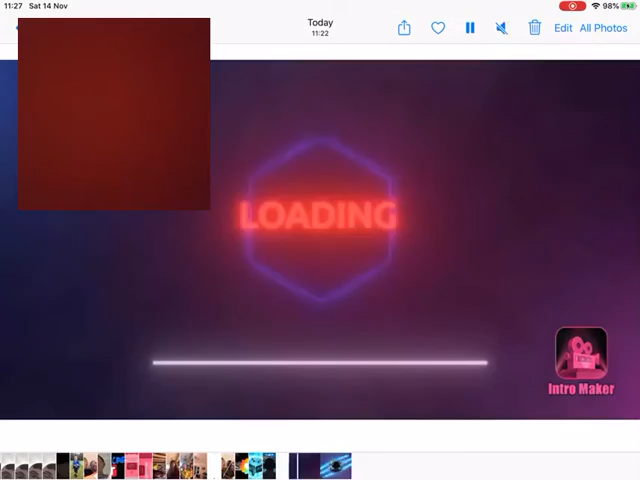 11:27 Sat 14 Nov
98%
Today
11:22
Edit
All Photos
LOADING
Intro Maker